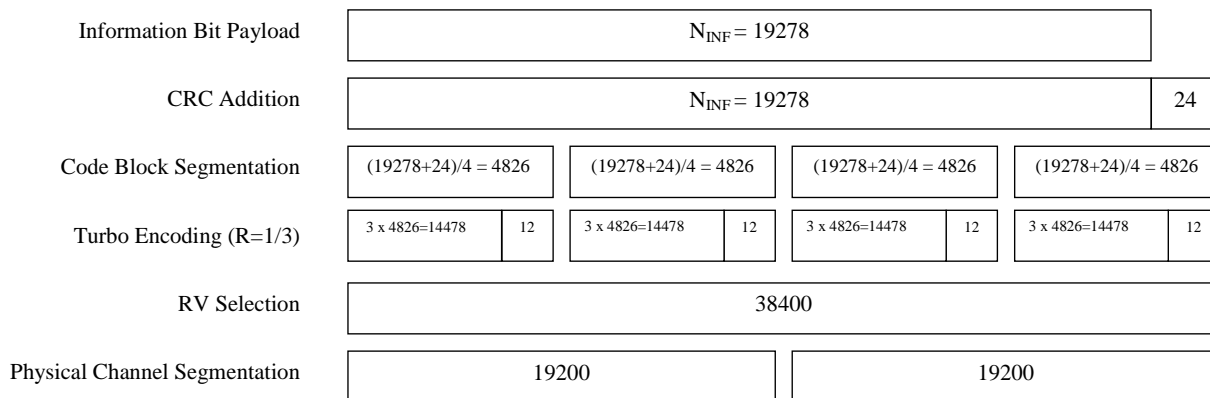 Information Bit Payload N_INF = 19278
CRC Addition N_INF = 19278 24
Code Block Segmentation (19278+24)/4 = 4826 (19278+24)/4 = 4826 (19278+24)/4 = 4826 (19278+24)/4 = 4826
Turbo Encoding (R=1/3) 3 x 4826=14478 12 3 x 4826=14478 12 3 x 4826=14478 12 3 x 4826=14478 12
RV Selection 38400
Physical Channel Segmentation 19200 19200